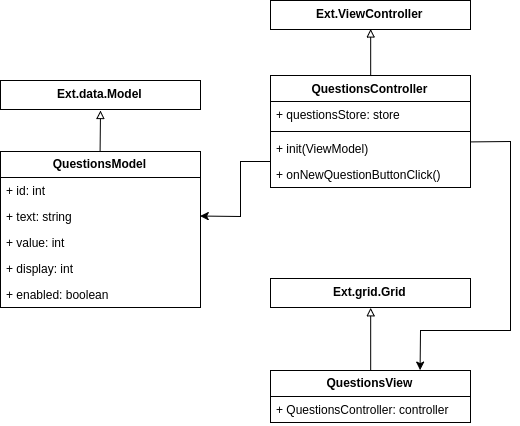 Ext.ViewController
QuestionsController
+ questionsStore: store
+ init(ViewModel)
+ onNewQuestionButtonClick()
Ext.data.Model
QuestionsModel
+ id: int
+ text: string
+ value: int
+ display: int
+ enabled: boolean
Ext.grid.Grid
QuestionsView
+ QuestionsController: controller